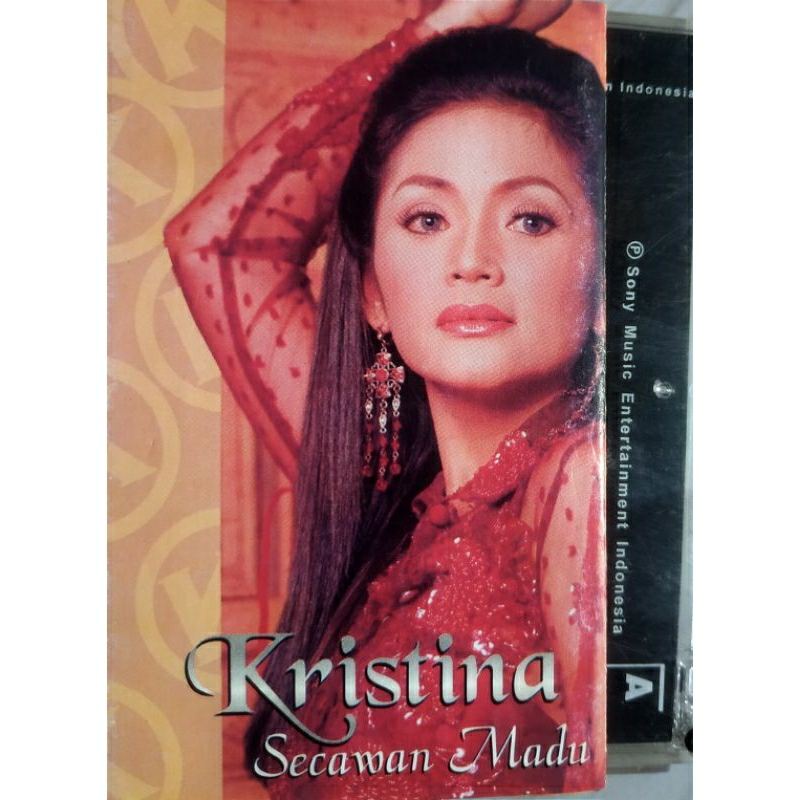 Kristina
Secawan Madu
n Indonesia
℗ Sony Music Entertainment Indonesia
A